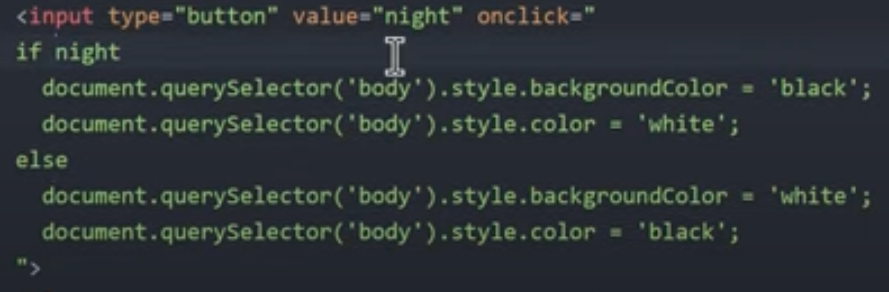 <input type="button" value="night" onclick="
if night
  document.querySelector('body').style.backgroundColor = 'black';
  document.querySelector('body').style.color = 'white';
else
  document.querySelector('body').style.backgroundColor = 'white';
  document.querySelector('body').style.color = 'black';
">